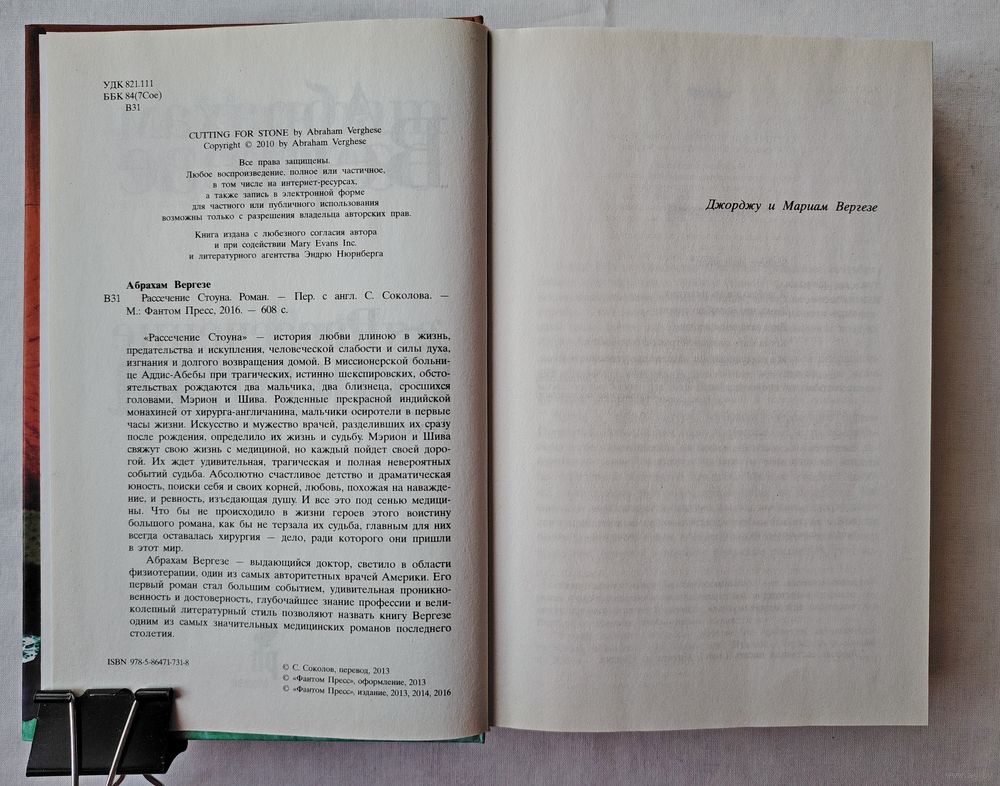 УДК 821.111
ББК 84(7Сое)
В31
CUTTING FOR STONE by Abraham Verghese
Copyright © 2010 by Abraham Verghese
Все права защищены.
Любое воспроизведение, полное или частичное,
в том числе на интернет-ресурсах,
а также запись в электронной форме
для частного или публичного использования
возможны только с разрешения владельца авторских прав.
Книга издана с любезного согласия автора
и при содействии Mary Evans Inc.
и литературного агентства Эндрю Нюрнберга
Абрахам Вергезе
В31 Рассечение Стоуна. Роман. — Пер. с англ. С. Соколова. —
М.: Фантом Пресс, 2016. — 608 с.
«Рассечение Стоуна» — история любви длиною в жизнь,
предательства и искупления, человеческой слабости и силы духа,
изгнания и долгого возвращения домой. В миссионерской больни-
це Аддис-Абебы при трагических, истинно шекспировских, обсто-
ятельствах рождаются два мальчика, два близнеца, сросшихся
головами, Мэрион и Шива. Рожденные прекрасной индийской
монахиней от хирурга-англичанина, мальчики осиротели в первые
часы жизни. Искусство и мужество врачей, разделивших их сразу
после рождения, определило их жизнь и судьбу. Мэрион и Шива
свяжут свою жизнь с медициной, но каждый пойдет своей доро-
гой. Их ждет удивительная, трагическая и полная невероятных
событий судьба. Абсолютно счастливое детство и драматическая
юность, поиски себя и своих корней, любовь, похожая на наважде-
ние, и ревность, изъедающая душу. И все это под сенью медици-
ны. Что бы не происходило в жизни героев этого воистину
большого романа, как бы не терзала их судьба, главным для них
всегда оставалась хирургия — дело, ради которого они пришли
в этот мир.
Абрахам Вергезе — выдающийся доктор, светило в области
физиотерапии, один из самых авторитетных врачей Америки. Его
первый роман стал большим событием, удивительная проникно-
венность и достоверность, глубочайшее знание профессии и вели-
колепный литературный стиль позволяют назвать книгу Вергезе
одним из самых значительных медицинских романов последнего
столетия.
ISBN 978-5-86471-731-8
© С. Соколов, перевод, 2013
© «Фантом Пресс», оформление, 2013
© «Фантом Пресс», издание, 2013, 2014, 2016
Джорджу и Мариам Вергезе